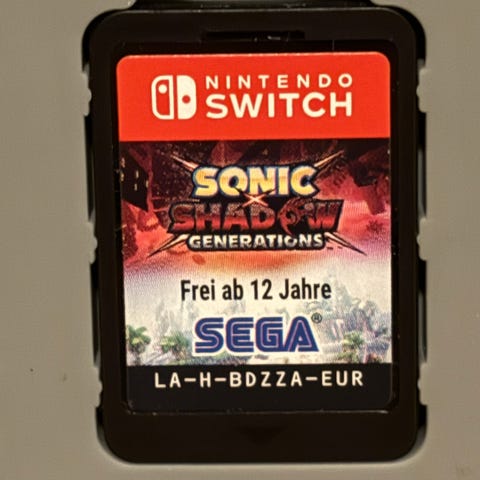 NINTENDO
SWITCH
SONIC
×
SHADOW
GENERATIONS
Frei ab 12 Jahre
SEGA®
LA-H-BDZZA-EUR